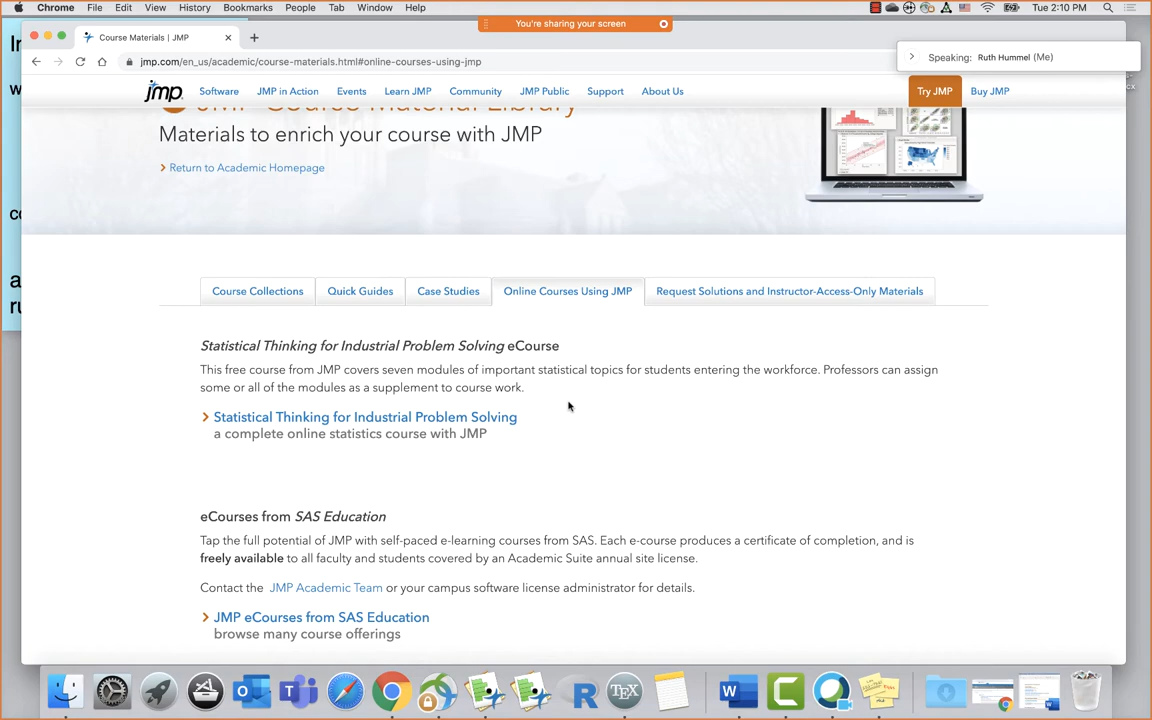 Chrome File Edit View History Bookmarks People Tab Window Help
Tue 2:10 PM
You're sharing your screen
Course Materials | JMP
jmp.com/en_us/academic/course-materials.html#online-courses-using-jmp
Speaking: Ruth Hummel (Me)
jmp Software JMP in Action Events Learn JMP Community JMP Public Support About Us Try JMP Buy JMP
JMP Course Material Library
Materials to enrich your course with JMP
Return to Academic Homepage
Course Collections Quick Guides Case Studies Online Courses Using JMP Request Solutions and Instructor-Access-Only Materials
Statistical Thinking for Industrial Problem Solving eCourse
This free course from JMP covers seven modules of important statistical topics for students entering the workforce. Professors can assign
some or all of the modules as a supplement to course work.
Statistical Thinking for Industrial Problem Solving
a complete online statistics course with JMP
eCourses from SAS Education
Tap the full potential of JMP with self-paced e-learning courses from SAS. Each e-course produces a certificate of completion, and is
freely available to all faculty and students covered by an Academic Suite annual site license.
Contact the JMP Academic Team or your campus software license administrator for details.
JMP eCourses from SAS Education
browse many course offerings
TEX